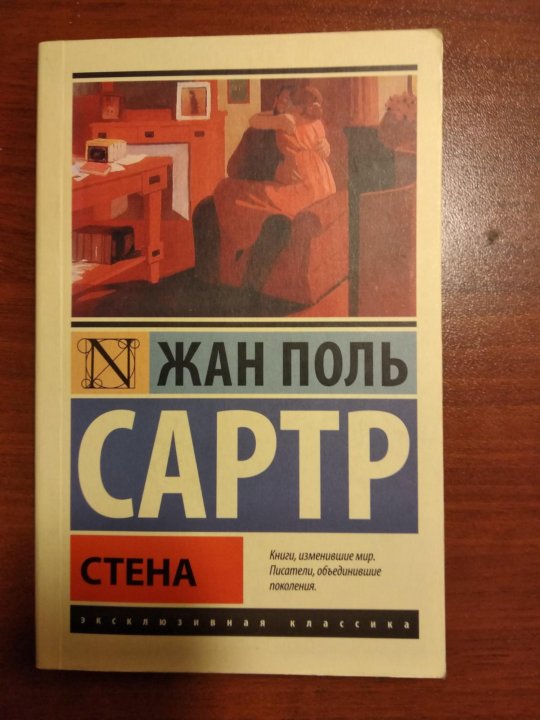 N
ЖАН ПОЛЬ
САРТР
СТЕНА
Книги, изменившие мир.
Писатели, объединившие
поколения.
эксклюзивная классика